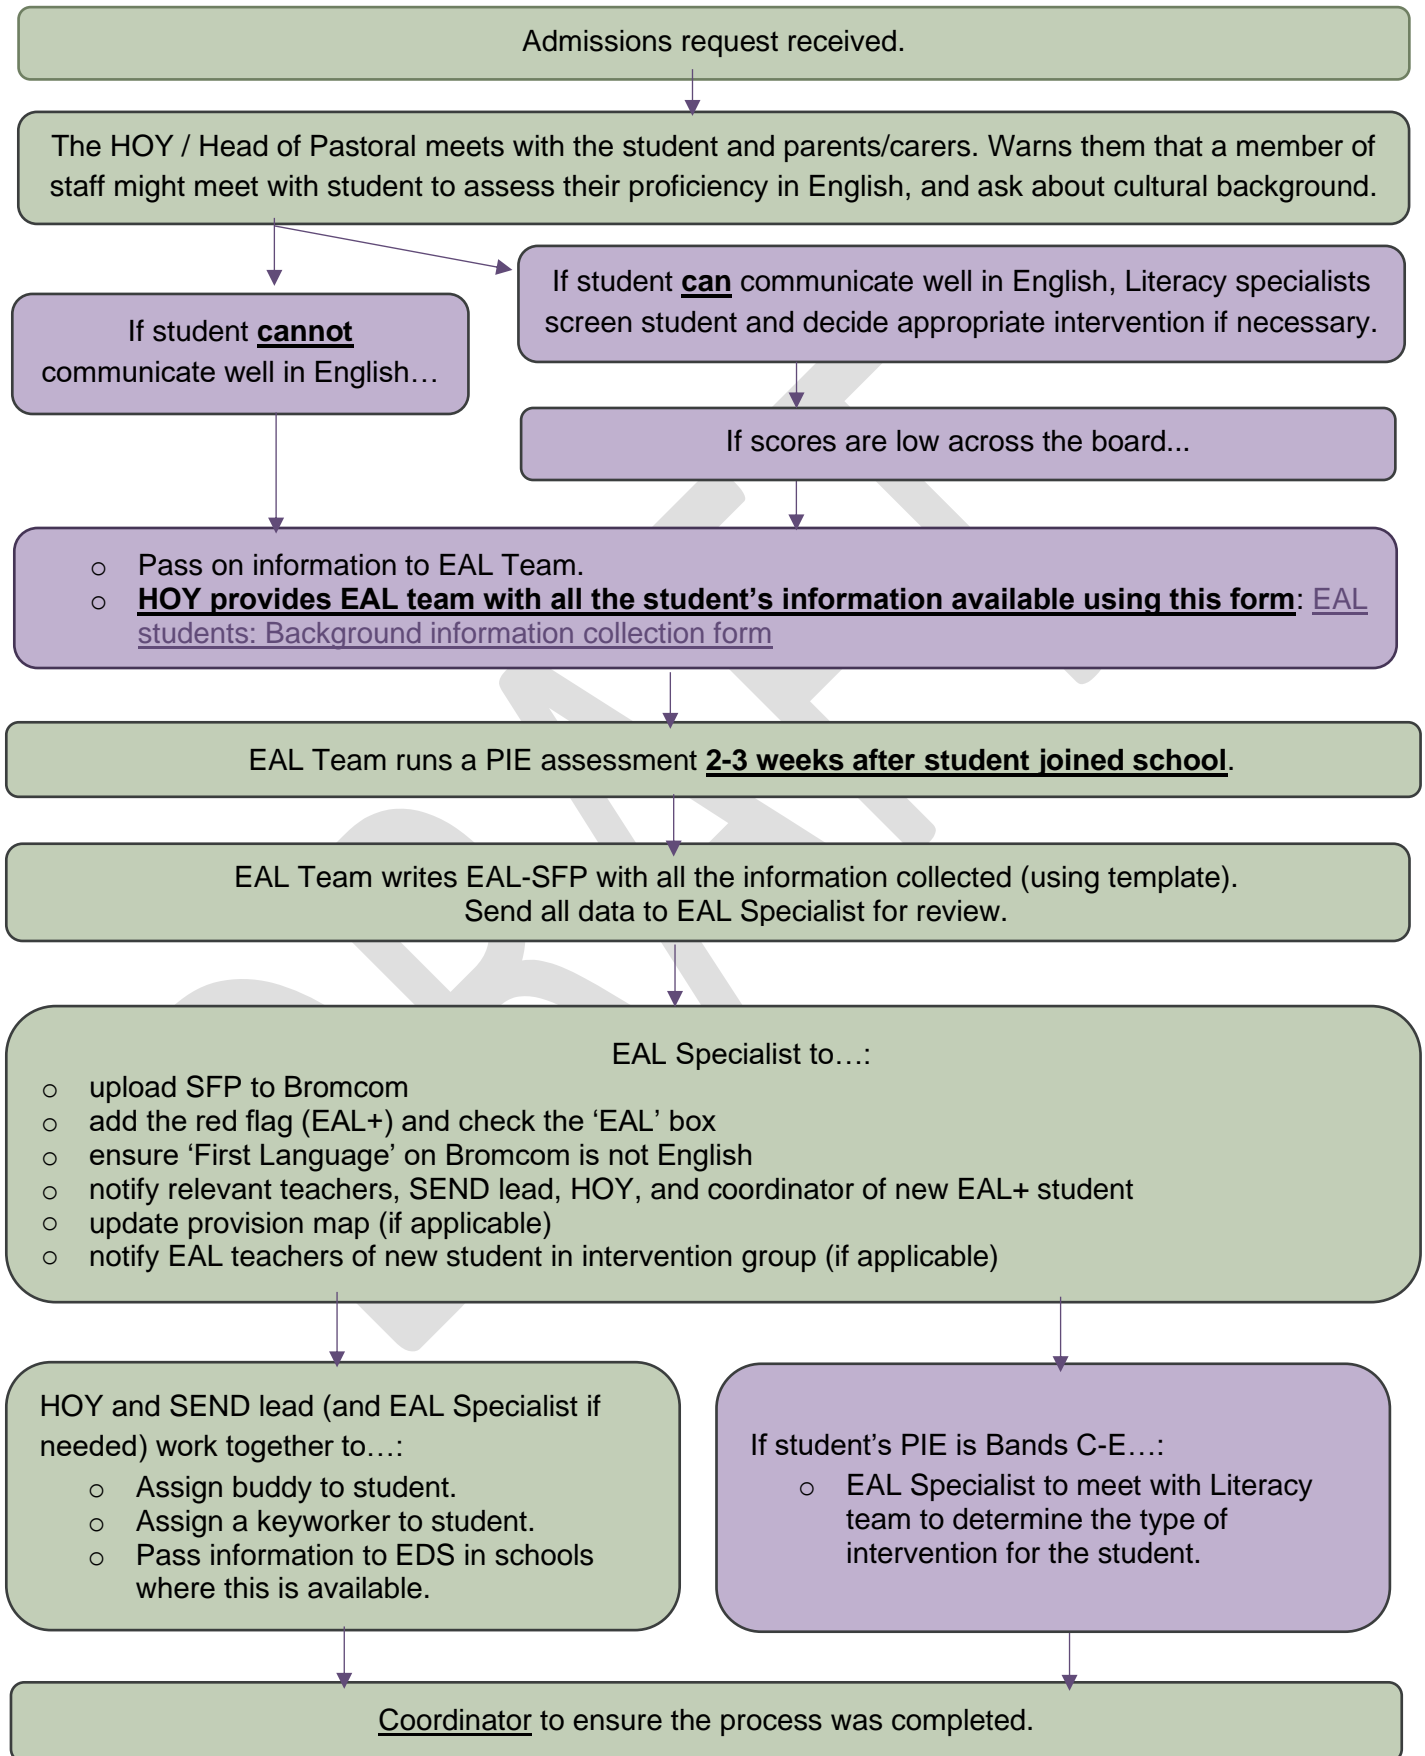 Admissions request received.
The HOY / Head of Pastoral meets with the student and parents/carers. Warns them that a member of
staff might meet with student to assess their proficiency in English, and ask about cultural background.
If student cannot
communicate well in English…
If student can communicate well in English, Literacy specialists
screen student and decide appropriate intervention if necessary.
If scores are low across the board...
o Pass on information to EAL Team.
o HOY provides EAL team with all the student’s information available using this form: EAL
students: Background information collection form
EAL Team runs a PIE assessment 2-3 weeks after student joined school.
EAL Team writes EAL-SFP with all the information collected (using template).
Send all data to EAL Specialist for review.
EAL Specialist to…:
o upload SFP to Bromcom
o add the red flag (EAL+) and check the ‘EAL’ box
o ensure ‘First Language’ on Bromcom is not English
o notify relevant teachers, SEND lead, HOY, and coordinator of new EAL+ student
o update provision map (if applicable)
o notify EAL teachers of new student in intervention group (if applicable)
HOY and SEND lead (and EAL Specialist if
needed) work together to…:
o Assign buddy to student.
o Assign a keyworker to student.
o Pass information to EDS in schools
where this is available.
If student’s PIE is Bands C-E…:
o EAL Specialist to meet with Literacy
team to determine the type of
intervention for the student.
Coordinator to ensure the process was completed.
DRAFT